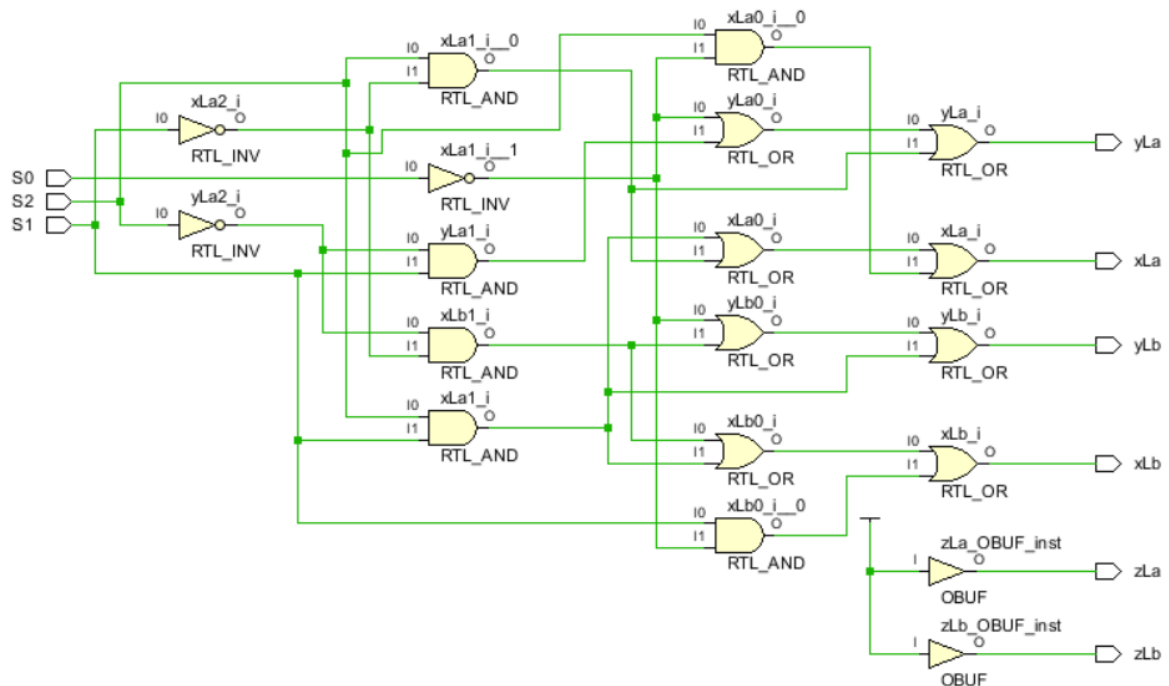 S0
S2
S1
I0
xLa2_i
O
RTL_INV
I0
yLa2_i
O
RTL_INV
I0
I1
xLa1_i__0
O
RTL_AND
I0
xLa1_i__1
O
RTL_INV
I0
I1
yLa1_i
O
RTL_AND
I0
I1
xLb1_i
O
RTL_AND
I0
I1
xLa1_i
O
RTL_AND
I0
I1
xLa0_i__0
O
RTL_AND
I0
I1
yLa0_i
O
RTL_OR
I0
I1
xLa0_i
O
RTL_OR
I0
I1
yLb0_i
O
RTL_OR
I0
I1
xLb0_i
O
RTL_OR
I0
I1
xLb0_i__0
O
RTL_AND
I0
I1
yLa_i
O
RTL_OR
I0
I1
xLa_i
O
RTL_OR
I0
I1
yLb_i
O
RTL_OR
I0
I1
xLb_i
O
RTL_OR
I
zLa_OBUF_inst
O
OBUF
I
zLb_OBUF_inst
O
OBUF
yLa
xLa
yLb
xLb
zLa
zLb